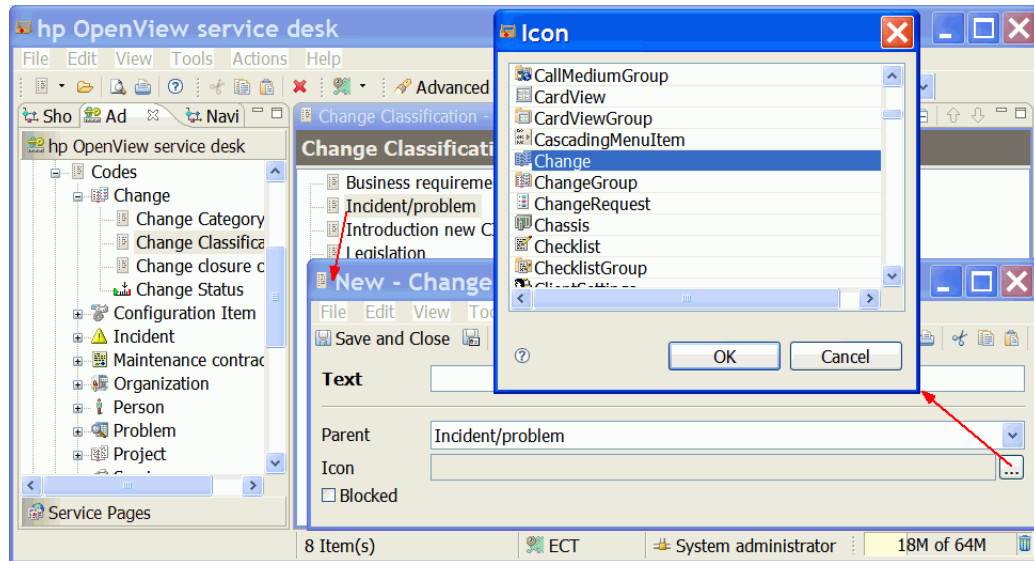 hp OpenView service desk
File Edit View Tools Actions Help
Advanced
Sho Ad Navi
hp OpenView service desk
Codes
Change
Change Category
Change Classifica
Change closure c
Change Status
Configuration Item
Incident
Maintenance contrac
Organization
Person
Problem
Project
Service Pages
Change Classification -
Change Classificati
Business requireme
Incident/problem
Introduction new C
Legislation
New - Change
File Edit View Too
Save and Close
Text
Parent Incident/problem
Icon
...
Blocked
Icon
CallMediumGroup
CardView
CardViewGroup
CascadingMenuItem
Change
ChangeGroup
ChangeRequest
Chassis
Checklist
ChecklistGroup
ClientSettings
OK Cancel
8 Item(s) ECT System administrator 18M of 64M